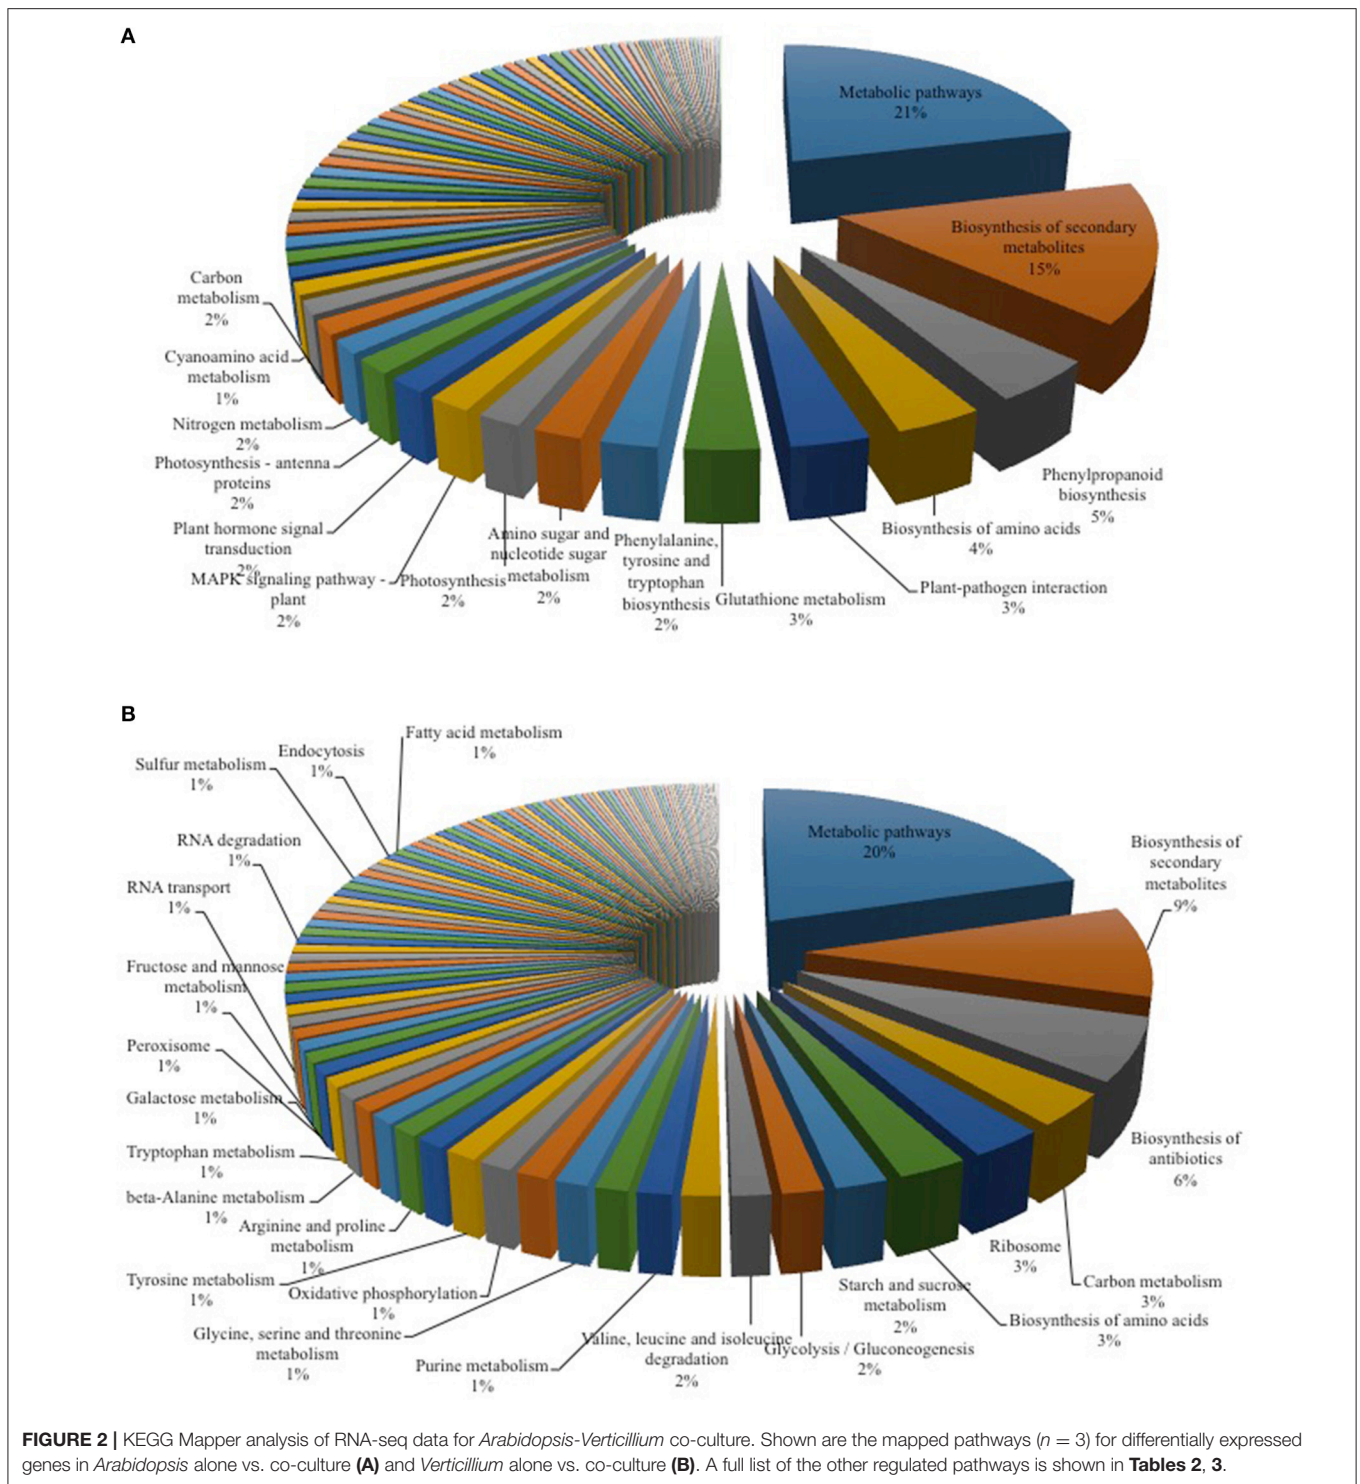 A
Metabolic pathways
21%
Biosynthesis of secondary
metabolites
15%
Carbon
metabolism
2%
Cyanoamino acid
metabolism
1%
Nitrogen metabolism
2%
Photosynthesis - antenna
proteins
2%
Plant hormone signal
transduction
2%
MAPK signaling pathway -
plant
2%
Photosynthesis
2%
Amino sugar and
nucleotide sugar
metabolism
2%
Phenylalanine,
tyrosine and
tryptophan
biosynthesis
2%
Glutathione metabolism
3%
Plant-pathogen interaction
3%
Biosynthesis of amino acids
4%
Phenylpropanoid
biosynthesis
5%
B
Fatty acid metabolism
1%
Endocytosis
1%
Sulfur metabolism
1%
RNA degradation
1%
RNA transport
1%
Fructose and mannose
metabolism
1%
Peroxisome
1%
Galactose metabolism
1%
Tryptophan metabolism
1%
beta-Alanine metabolism
1%
Arginine and proline
metabolism
1%
Tyrosine metabolism
1%
Oxidative phosphorylation
1%
Glycine, serine and threonine
metabolism
1%
Purine metabolism
1%
Valine, leucine and isoleucine
degradation
2%
Glycolysis / Gluconeogenesis
2%
Starch and sucrose
metabolism
2%
Biosynthesis of amino acids
3%
Carbon metabolism
3%
Ribosome
3%
Biosynthesis of
antibiotics
6%
Biosynthesis of
secondary
metabolites
9%
Metabolic pathways
20%
FIGURE 2 | KEGG Mapper analysis of RNA-seq data for Arabidopsis-Verticillium co-culture. Shown are the mapped pathways (n = 3) for differentially expressed
genes in Arabidopsis alone vs. co-culture (A) and Verticillium alone vs. co-culture (B). A full list of the other regulated pathways is shown in Tables 2, 3.